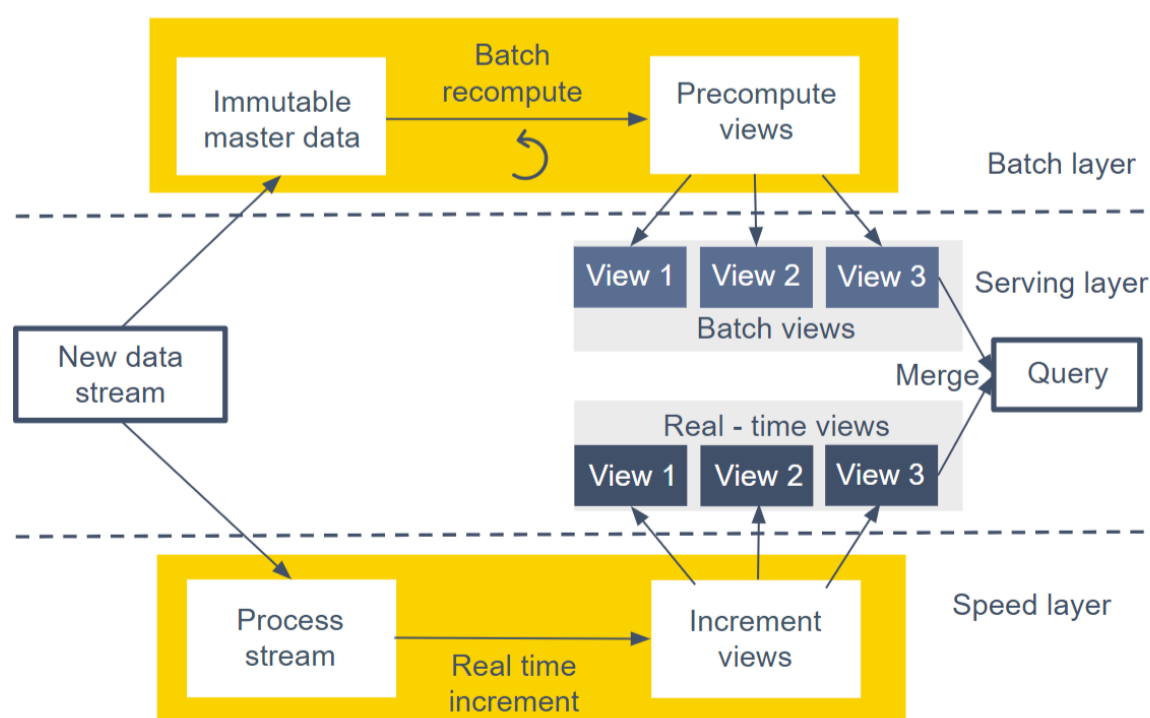 Batch
recompute
Immutable
master data
Precompute
views
Batch layer
View 1
View 2
View 3
Serving layer
Batch views
New data
stream
Merge
Query
Real - time views
View 1
View 2
View 3
Speed layer
Process
stream
Increment
views
Real time
increment